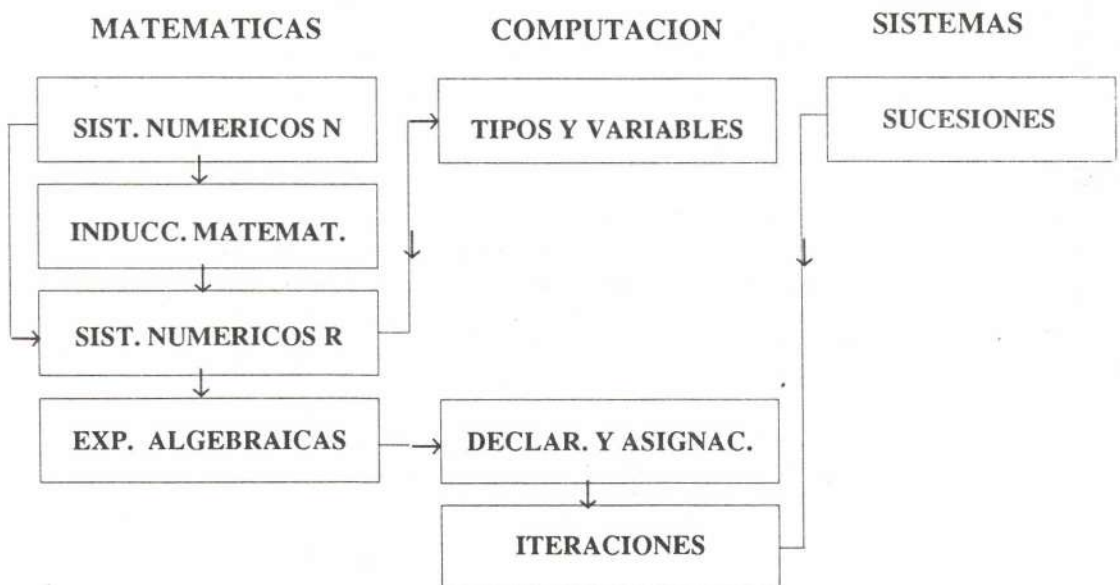 MATEMATICAS
COMPUTACION
SISTEMAS
SIST. NUMERICOS N
TIPOS Y VARIABLES
SUCESIONES
INDUCC. MATEMAT.
SIST. NUMERICOS R
EXP. ALGEBRAICAS
DECLAR. Y ASIGNAC.
ITERACIONES